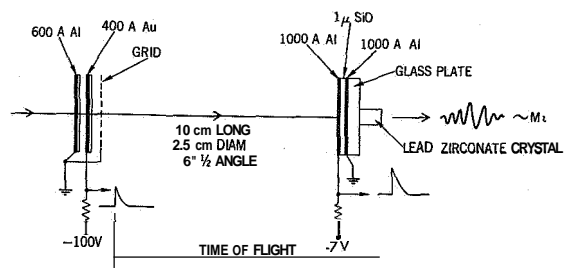 600 A Al
400 A Au
GRID
1000 A Al
1μ SiO
1000 A Al
GLASS PLATE
10 cm LONG
2.5 cm DIAM
6" ½ ANGLE
~M₂
LEAD ZIRCONATE CRYSTAL
-100V
-7V
TIME OF FLIGHT